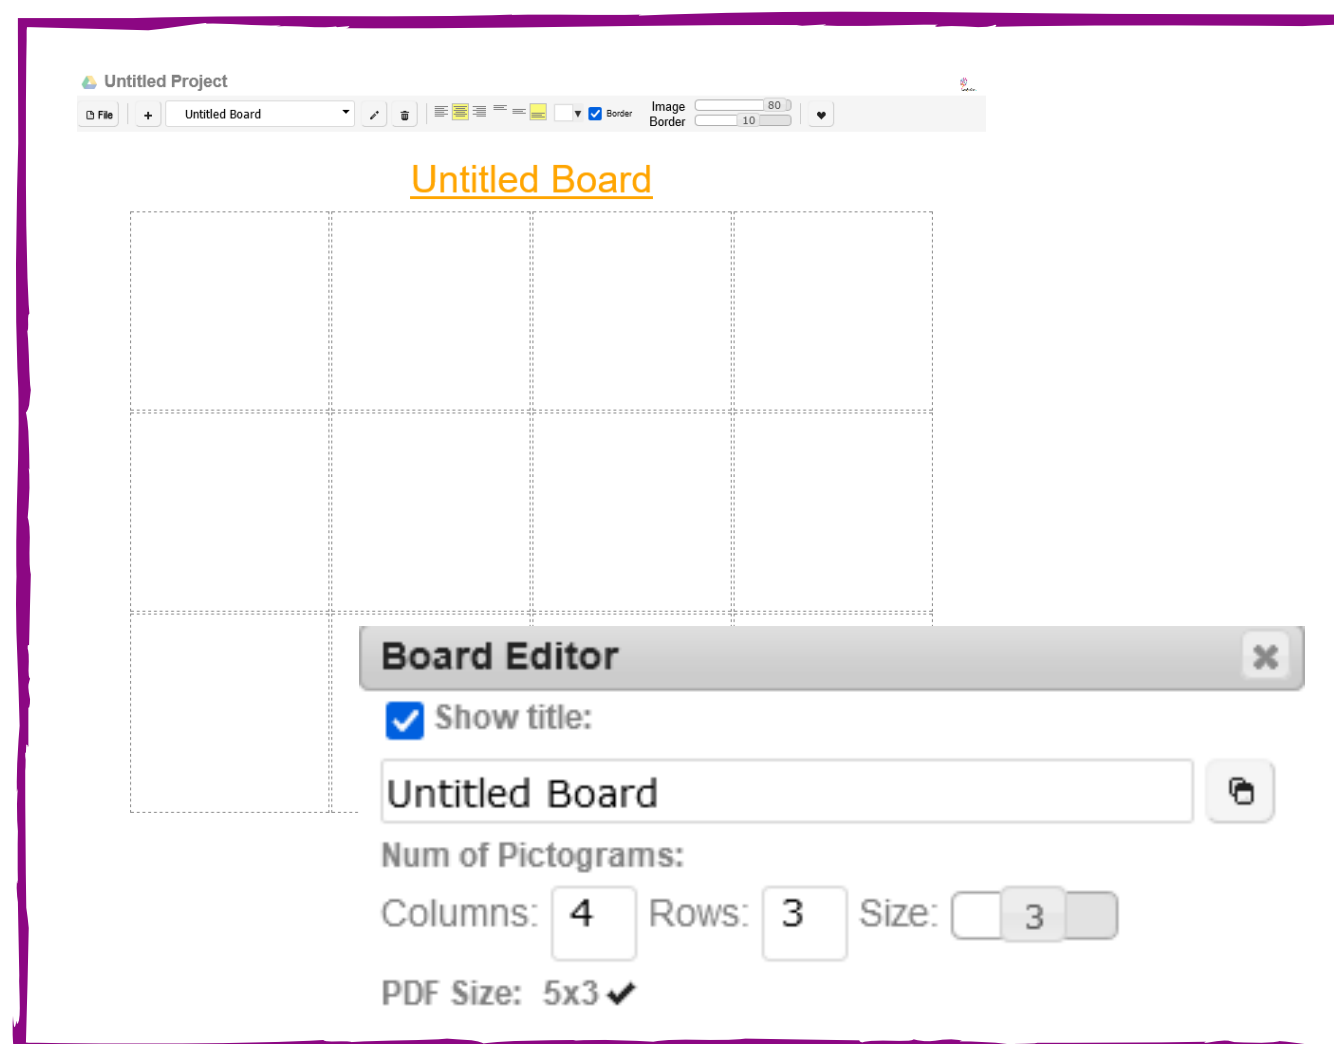 Untitled Project
File + Untitled Board Border Image 80
Border 10
Untitled Board
Board Editor
Show title:
Untitled Board
Num of Pictograms:
Columns: 4 Rows: 3 Size: 3
PDF Size: 5x3